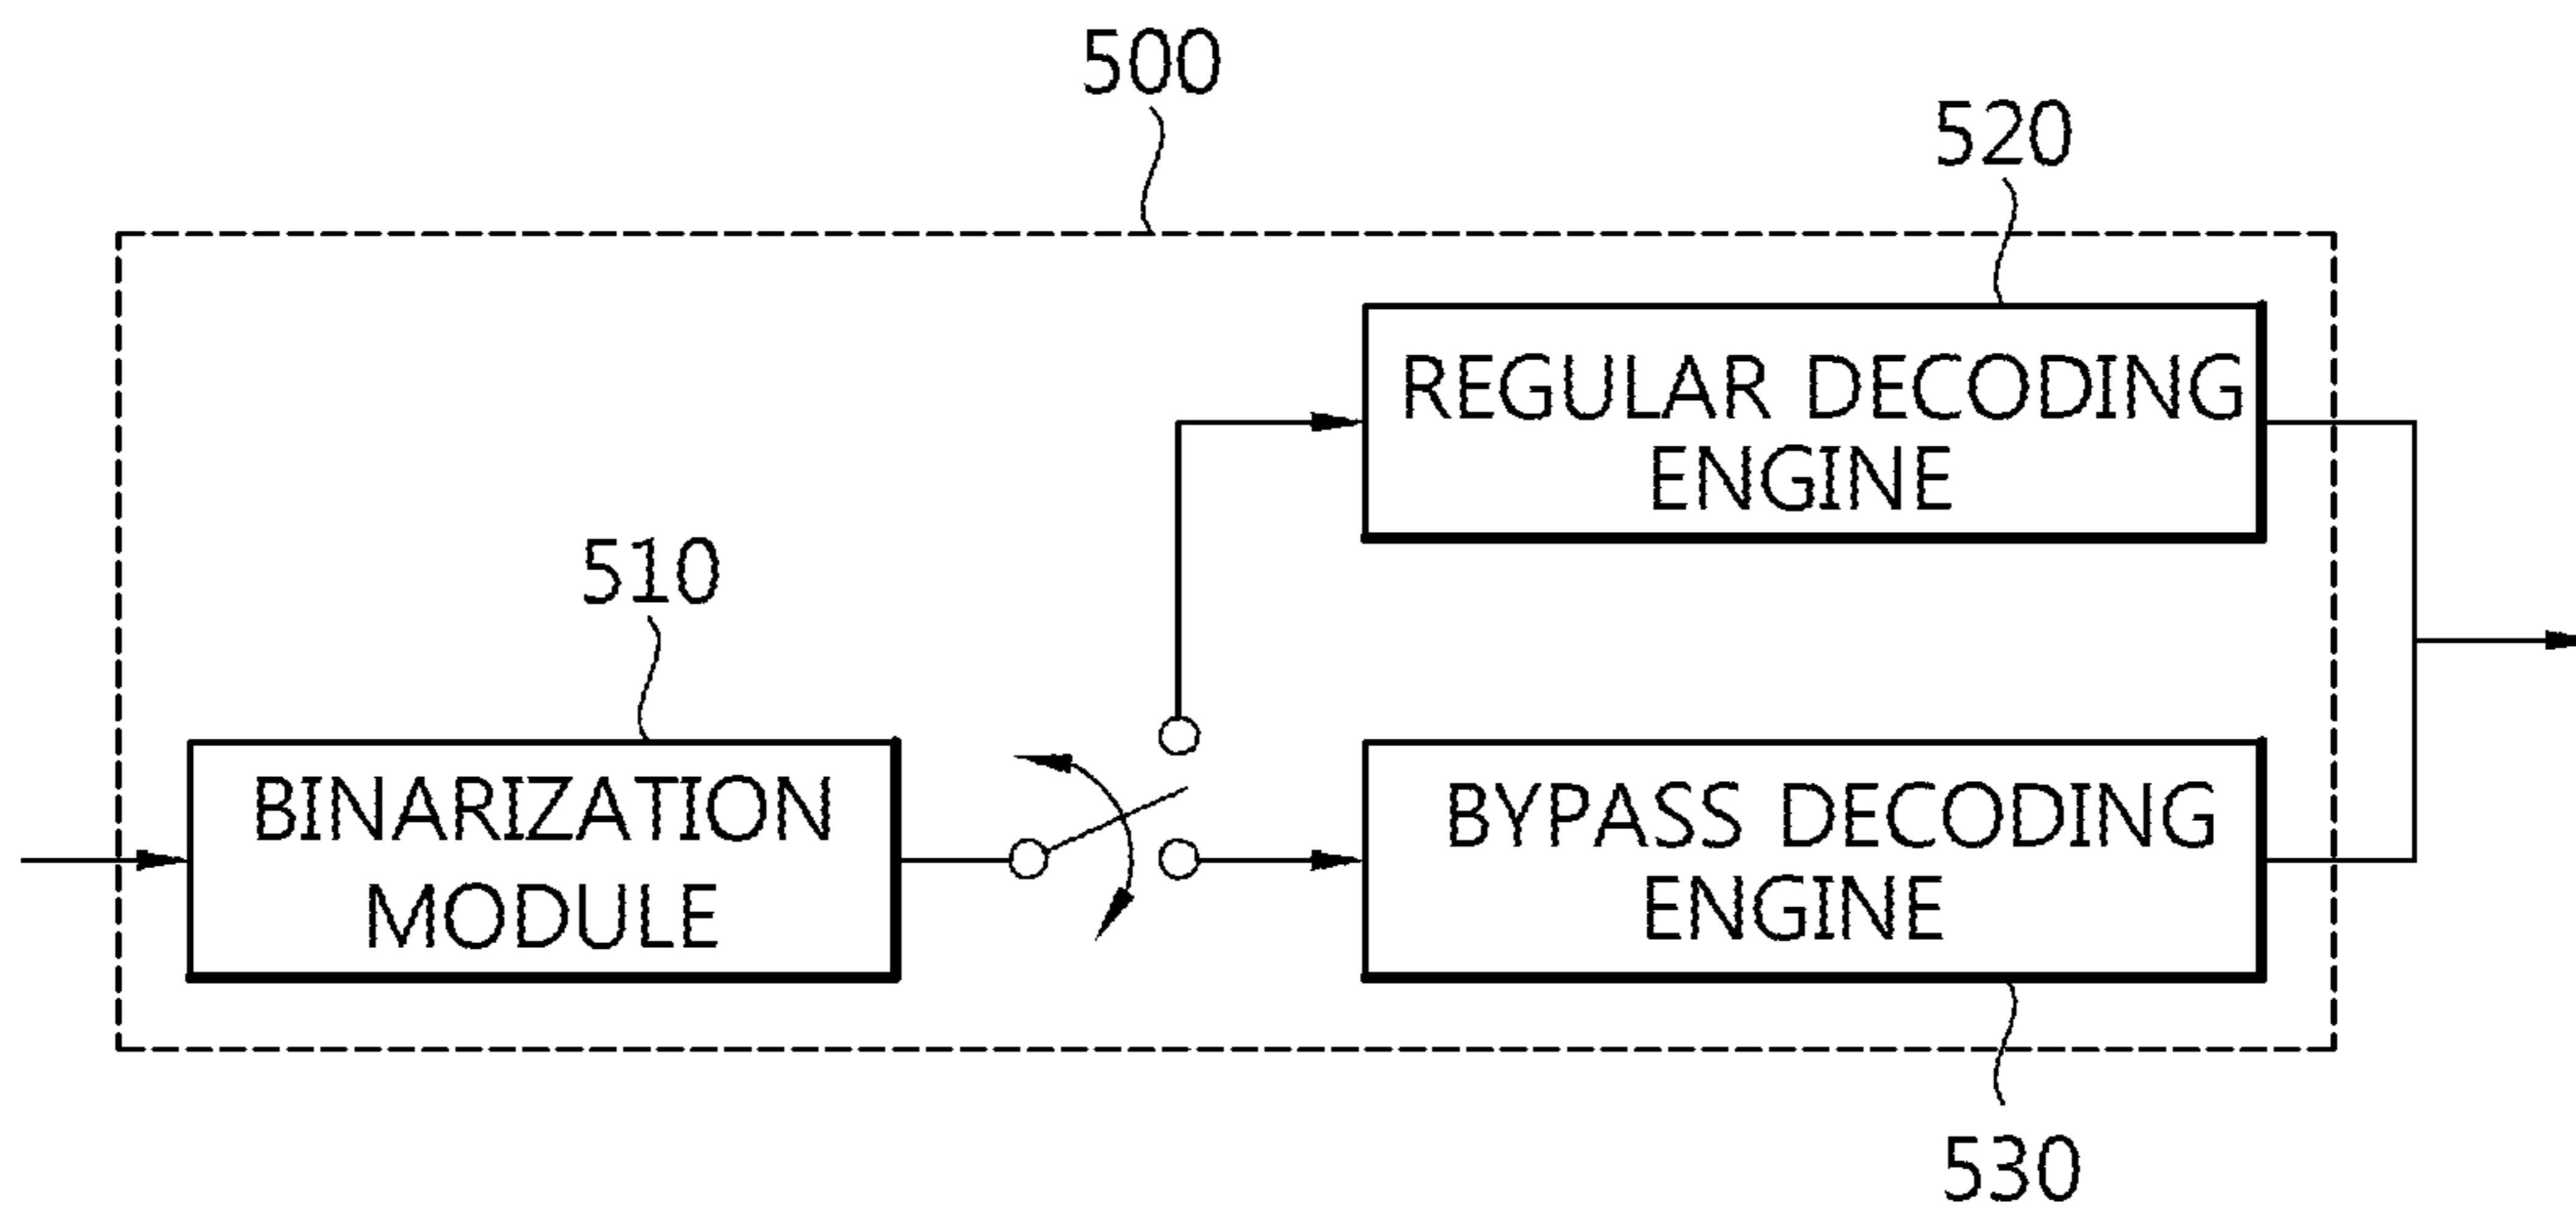 500
520
REGULAR DECODING
ENGINE
510
BINARIZATION
MODULE
BYPASS DECODING
ENGINE
530